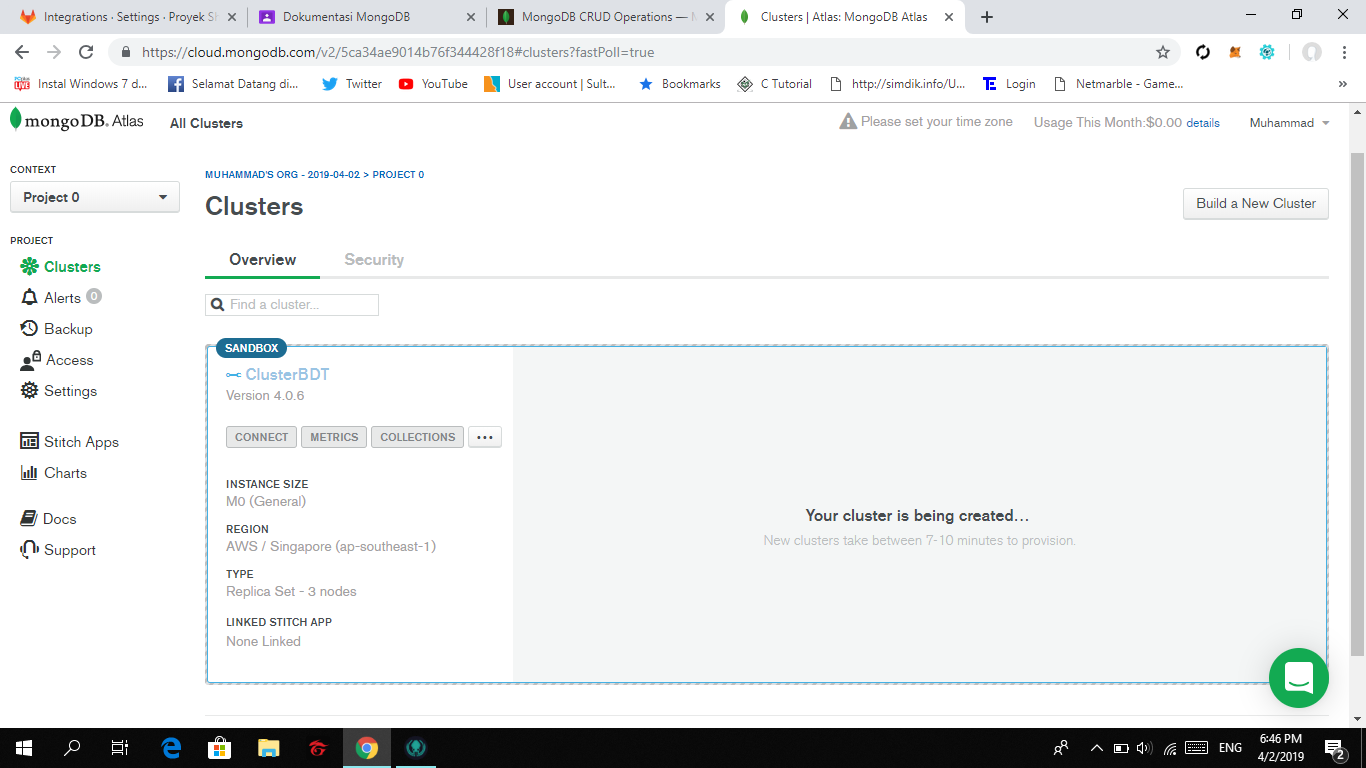 Integrations · Settings · Proyek Sh
Dokumentasi MongoDB
MongoDB CRUD Operations — M
Clusters | Atlas: MongoDB Atlas
https://cloud.mongodb.com/v2/5ca34ae9014b76f344428f18#clusters?fastPoll=true
Instal Windows 7 d...
Selamat Datang di...
Twitter
YouTube
User account | Sult...
Bookmarks
C Tutorial
http://simdik.info/U...
Login
Netmarble - Game...
»
mongoDB. Atlas
All Clusters
Please set your time zone
Usage This Month:$0.00 details
Muhammad
CONTEXT
Project 0
PROJECT
Clusters
Alerts 0
Backup
Access
Settings
Stitch Apps
Charts
Docs
Support
MUHAMMAD'S ORG - 2019-04-02 > PROJECT 0
Clusters
Build a New Cluster
Overview
Security
Find a cluster...
SANDBOX
ClusterBDT
Version 4.0.6
CONNECT
METRICS
COLLECTIONS
...
INSTANCE SIZE
M0 (General)
REGION
AWS / Singapore (ap-southeast-1)
TYPE
Replica Set - 3 nodes
LINKED STITCH APP
None Linked
Your cluster is being created...
New clusters take between 7-10 minutes to provision.
ENG
6:46 PM
4/2/2019
2